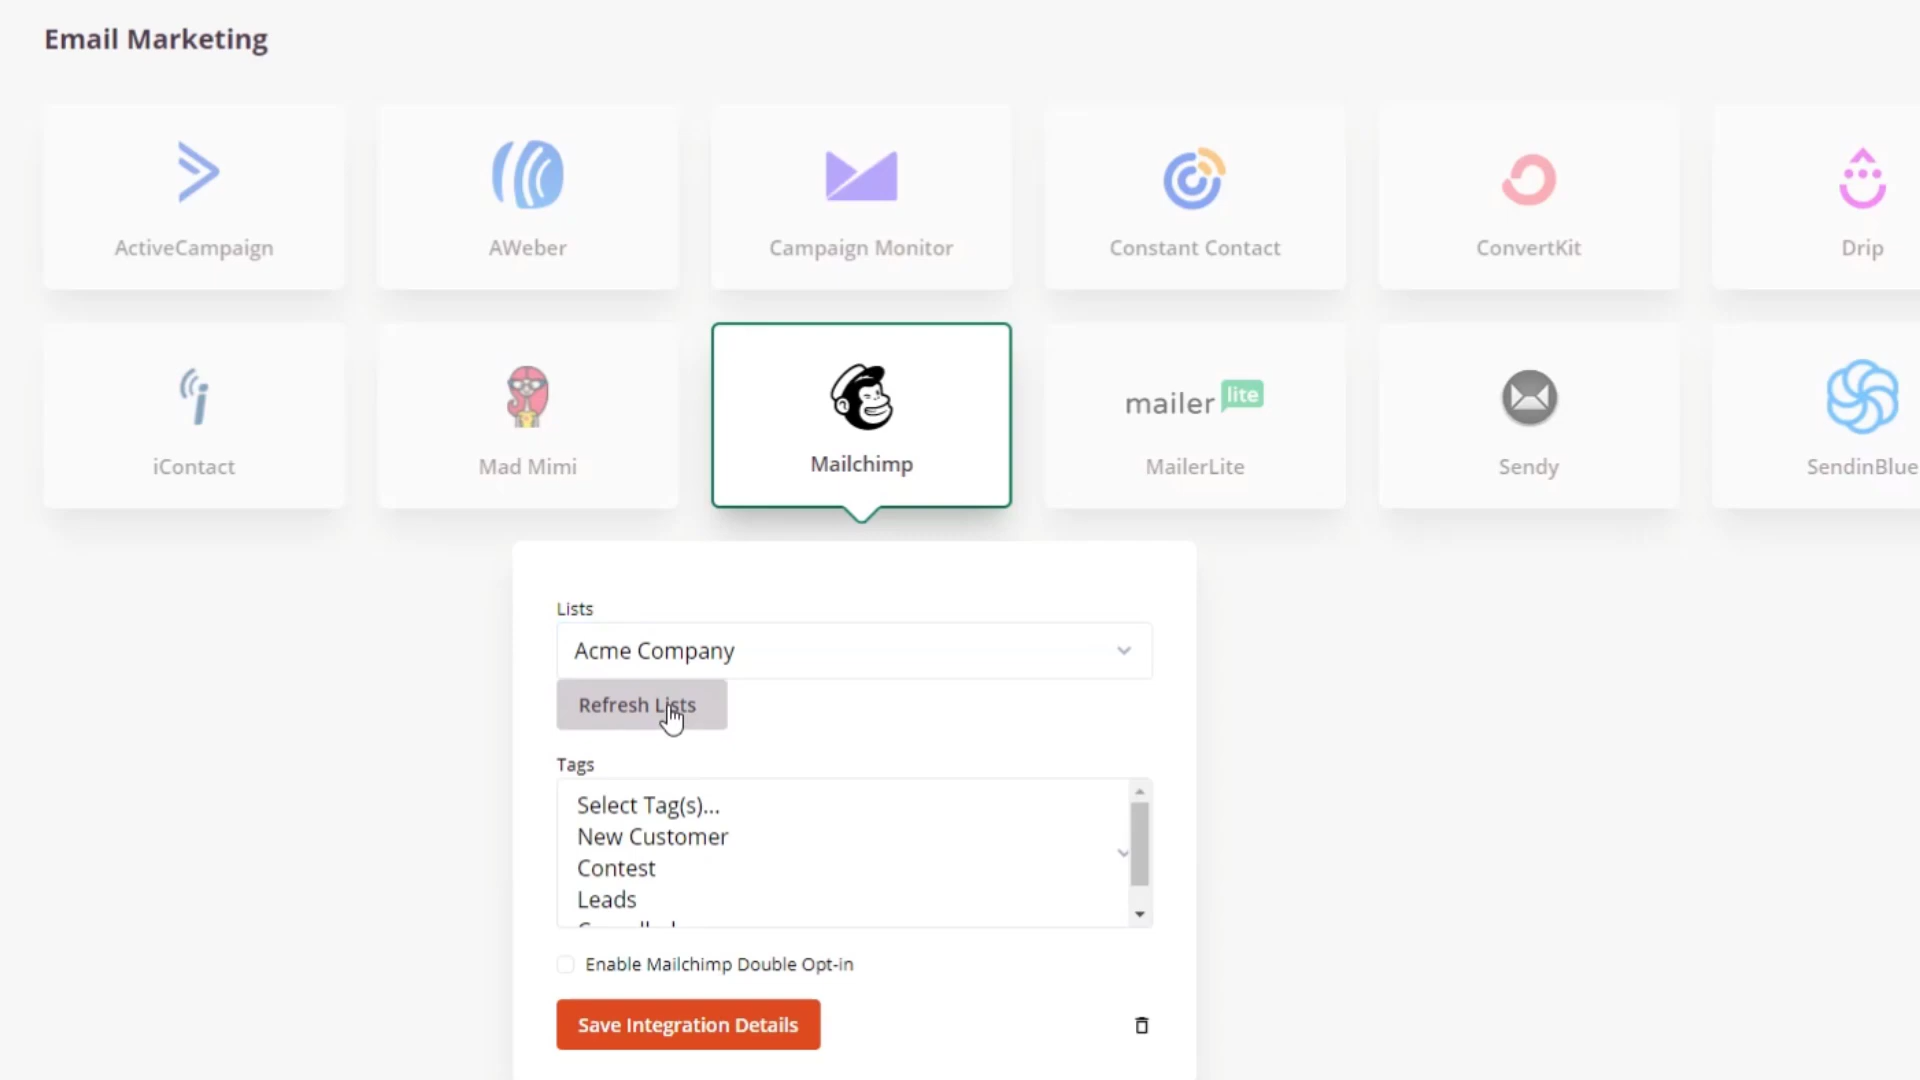 Email Marketing
ActiveCampaign
AWeber
Campaign Monitor
Constant Contact
ConvertKit
Drip
mailer lite
iContact
Mad Mimi
Mailchimp
MailerLite
Sendy
SendinBlue
Lists
Acme Company
Refresh Lists
Tags
Select Tag(s)...
New Customer
Contest
Leads
Enable Mailchimp Double Opt-in
Save Integration Details